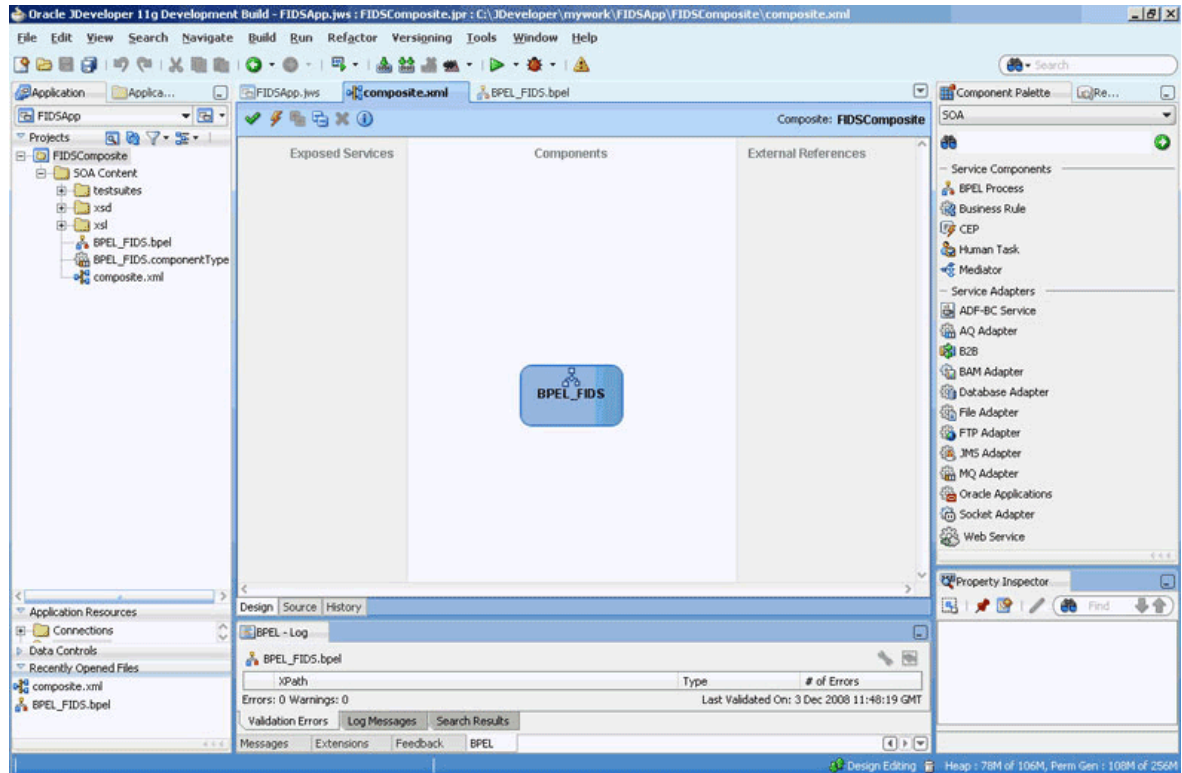 Oracle JDeveloper 11g Development Build - FIDSApp.jws : FIDSComposite.jpr : C:\JDeveloper\mywork\FIDSApp\FIDSComposite\composite.xml
File Edit View Search Navigate Build Run Refactor Versioning Tools Window Help
Search
Application Applica...
FIDSApp
Projects
FIDSComposite
SOA Content
testsuites
xsd
xsl
BPEL_FIDS.bpel
BPEL_FIDS.componentType
composite.xml
Application Resources
Connections
Data Controls
Recently Opened Files
composite.xml
BPEL_FIDS.bpel
FIDSApp.jws composite.xml BPEL_FIDS.bpel
Composite: FIDSComposite
Exposed Services Components External References
BPEL_FIDS
Design Source History
BPEL - Log
BPEL_FIDS.bpel
XPath Type # of Errors
Errors: 0 Warnings: 0 Last Validated On: 3 Dec 2008 11:48:19 GMT
Validation Errors Log Messages Search Results
Messages Extensions Feedback BPEL
Component Palette Re...
SOA
Service Components
BPEL Process
Business Rule
CEP
Human Task
Mediator
Service Adapters
ADF-BC Service
AQ Adapter
B2B
BAM Adapter
Database Adapter
File Adapter
FTP Adapter
JMS Adapter
MQ Adapter
Oracle Applications
Socket Adapter
Web Service
Property Inspector
Find
Design Editing Heap : 78M of 106M, Perm Gen : 108M of 256M